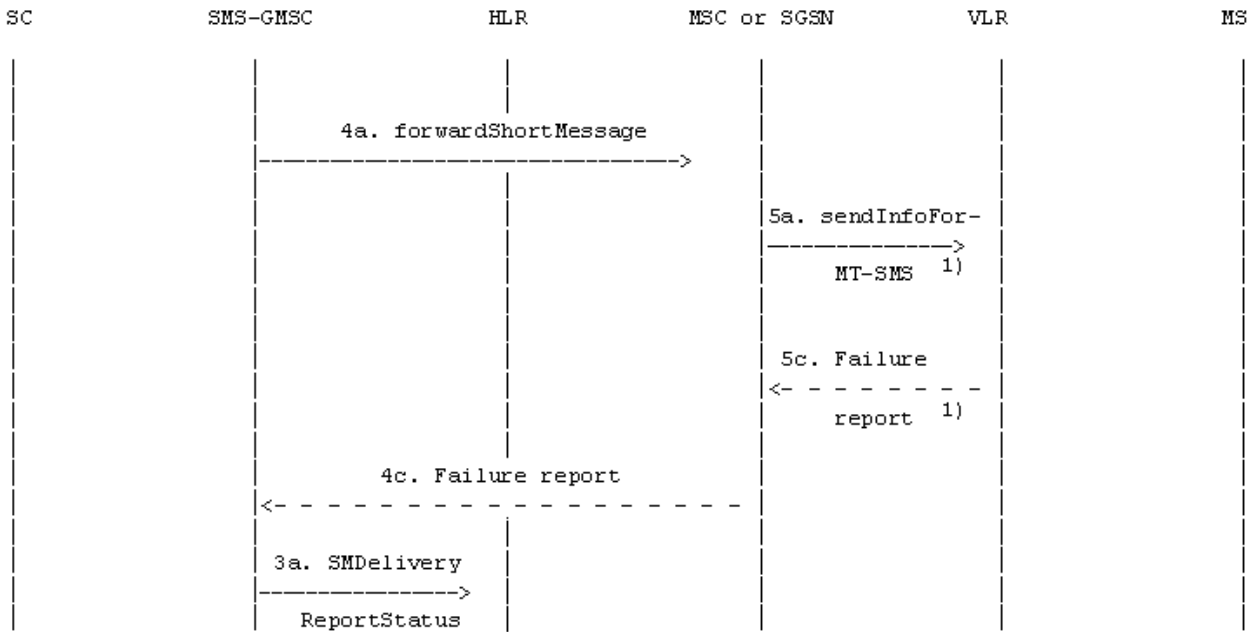 SC SMS-GMSC HLR MSC or SGSN VLR MS
4a. forwardShortMessage
5a. sendInfoFor-
MT-SMS 1)
5c. Failure
report 1)
4c. Failure report
3a. SMDelivery
ReportStatus